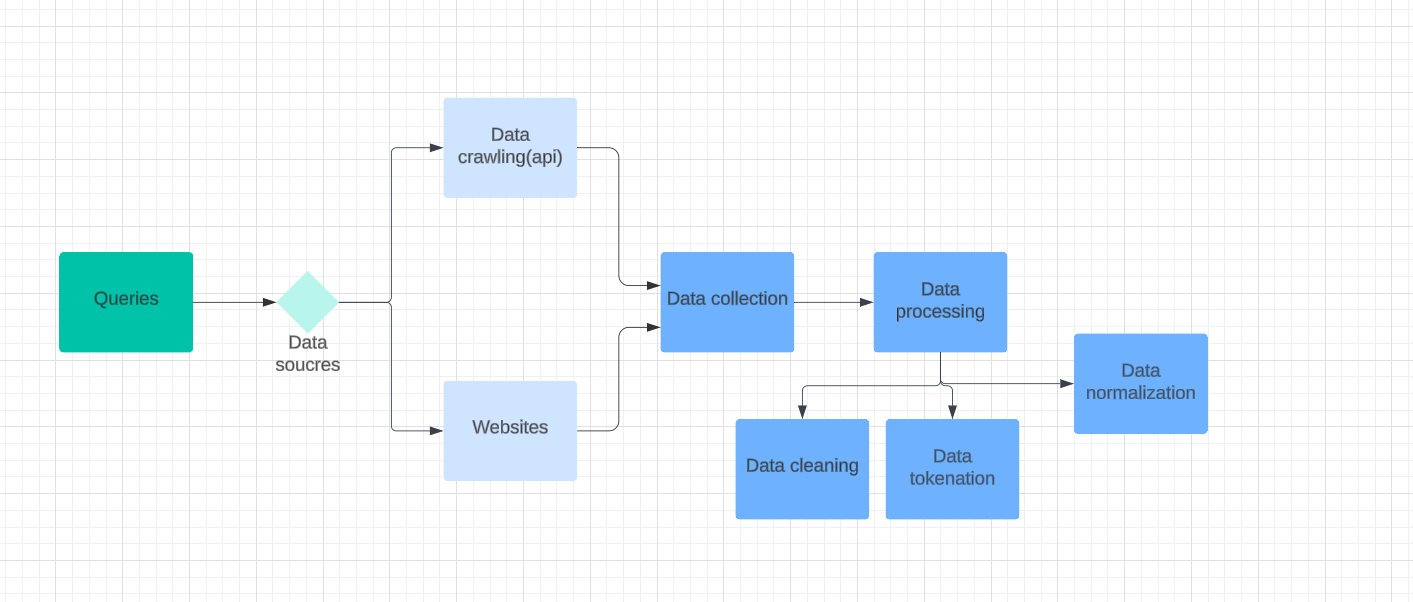 Data
crawling(api)
Queries
Data
soucres
Websites
Data collection
Data
processing
Data
normalization
Data cleaning
Data
tokenation